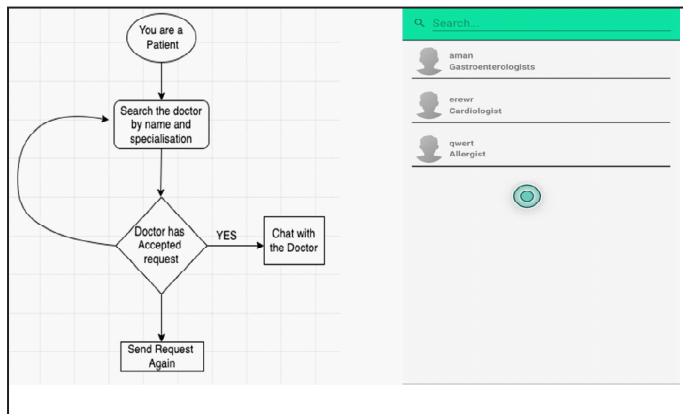 You are a
Patient
Search the doctor
by name and
specialisation
Doctor has
Accepted
request
YES
Chat with
the Doctor
Send Request
Again
Search...
aman
Gastroenterologists
erewr
Cardiologist
qwert
Allergist